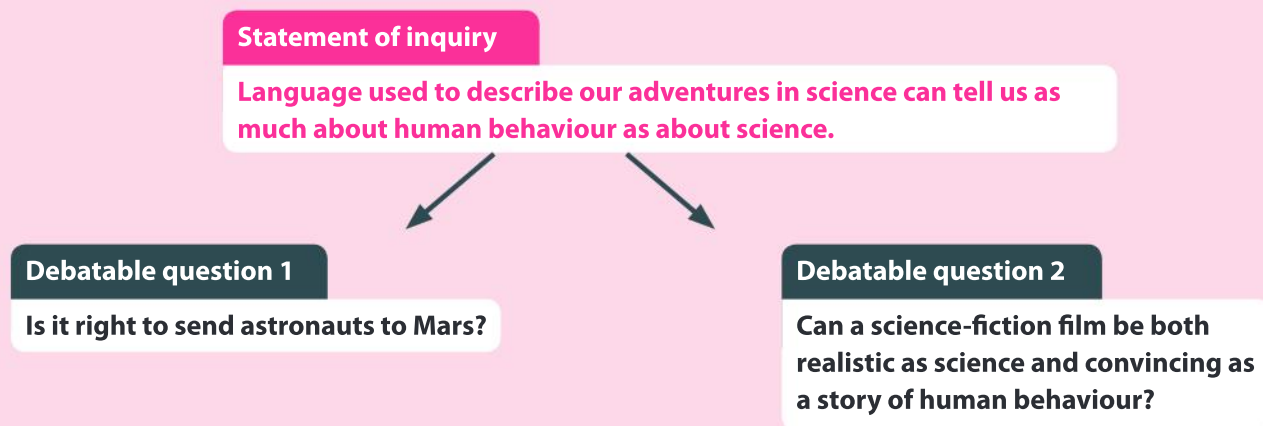 Statement of inquiry
Language used to describe our adventures in science can tell us as
much about human behaviour as about science.
Debatable question 1
Is it right to send astronauts to Mars?
Debatable question 2
Can a science-fiction film be both
realistic as science and convincing as
a story of human behaviour?